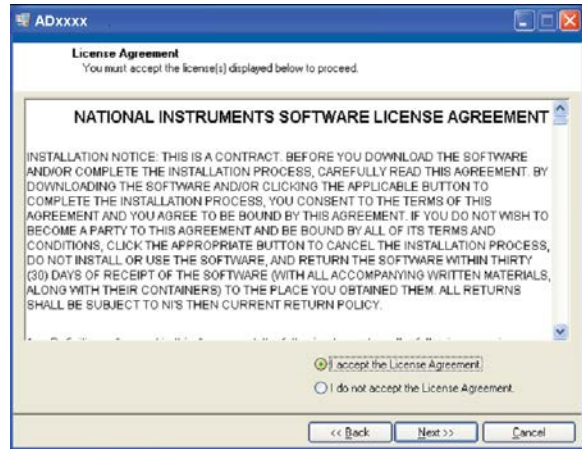 ADxxxx
License Agreement
You must accept the license(s) displayed below to proceed.
NATIONAL INSTRUMENTS SOFTWARE LICENSE AGREEMENT
INSTALLATION NOTICE: THIS IS A CONTRACT. BEFORE YOU DOWNLOAD THE SOFTWARE
AND/OR COMPLETE THE INSTALLATION PROCESS, CAREFULLY READ THIS AGREEMENT. BY
DOWNLOADING THE SOFTWARE AND/OR CLICKING THE APPLICABLE BUTTON TO
COMPLETE THE INSTALLATION PROCESS, YOU CONSENT TO THE TERMS OF THIS
AGREEMENT AND YOU AGREE TO BE BOUND BY THIS AGREEMENT. IF YOU DO NOT WISH TO
BECOME A PARTY TO THIS AGREEMENT AND BE BOUND BY ALL OF ITS TERMS AND
CONDITIONS, CLICK THE APPROPRIATE BUTTON TO CANCEL THE INSTALLATION PROCESS,
DO NOT INSTALL OR USE THE SOFTWARE, AND RETURN THE SOFTWARE WITHIN THIRTY
(30) DAYS OF RECEIPT OF THE SOFTWARE (WITH ALL ACCOMPANYING WRITTEN MATERIALS,
ALONG WITH THEIR CONTAINERS) TO THE PLACE YOU OBTAINED THEM. ALL RETURNS
SHALL BE SUBJECT TO NI'S THEN CURRENT RETURN POLICY.
I accept the License Agreement.
I do not accept the License Agreement.
<< Back Next >> Cancel